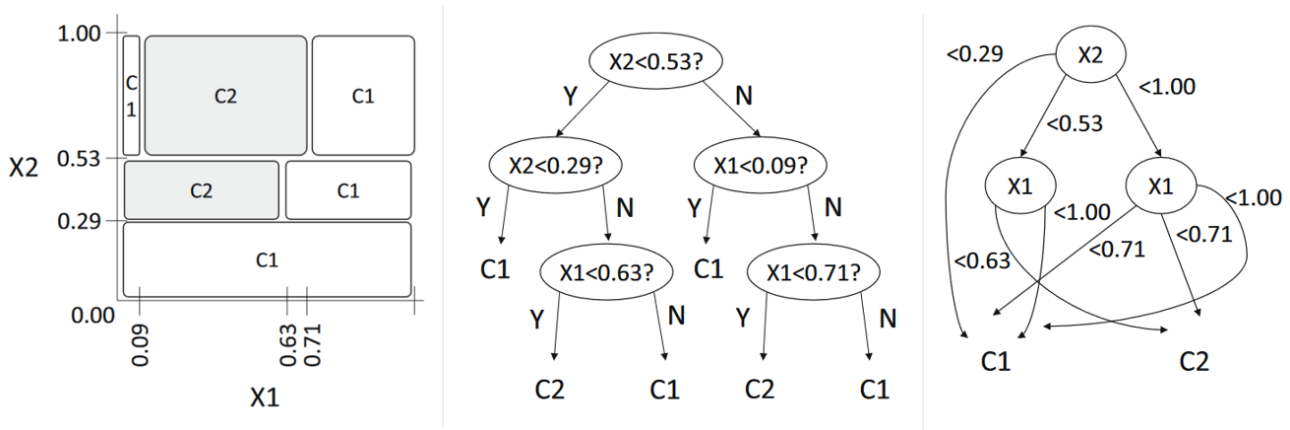 1.00
C
1
C2
C1
0.53
X2
C2
C1
0.29
C1
0.00
0.09
0.63
0.71
X1
X2<0.53?
Y
N
X2<0.29?
X1<0.09?
Y
N
Y
N
C1
X1<0.63?
C1
X1<0.71?
Y
N
Y
N
C2
C1
C2
C1
<0.29
X2
<1.00
<0.53
X1
X1
<1.00
<1.00
<0.71
<0.71
<0.63
C1
C2